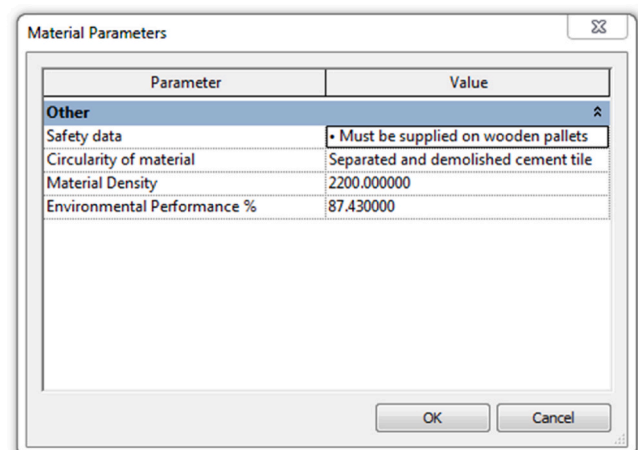 Material Parameters
Parameter Value
Other
Safety data • Must be supplied on wooden pallets
Circularity of material Separated and demolished cement tile
Material Density 2200.000000
Environmental Performance % 87.430000
OK Cancel